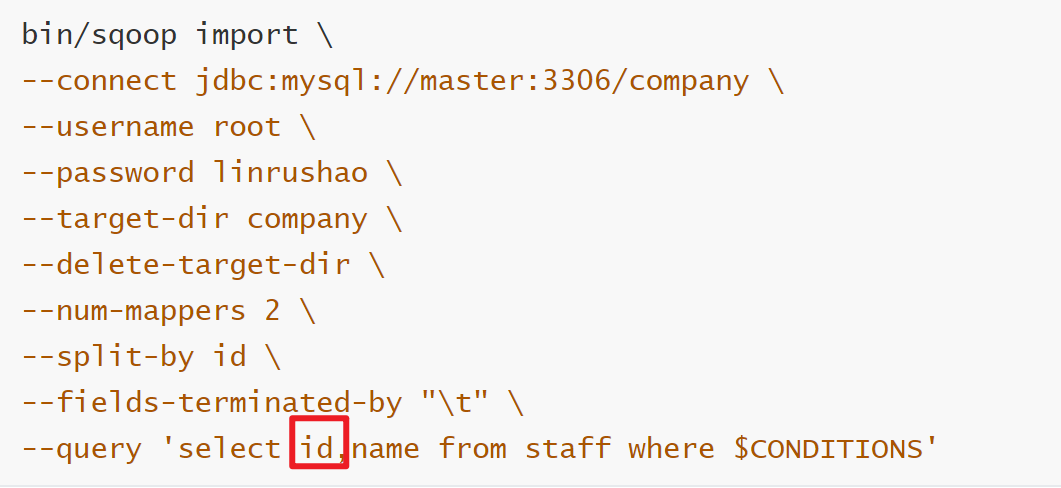 bin/sqoop import \
--connect jdbc:mysql://master:3306/company \
--username root \
--password linrushao \
--target-dir company \
--delete-target-dir \
--num-mappers 2 \
--split-by id \
--fields-terminated-by "\t" \
--query 'select id,name from staff where $CONDITIONS'